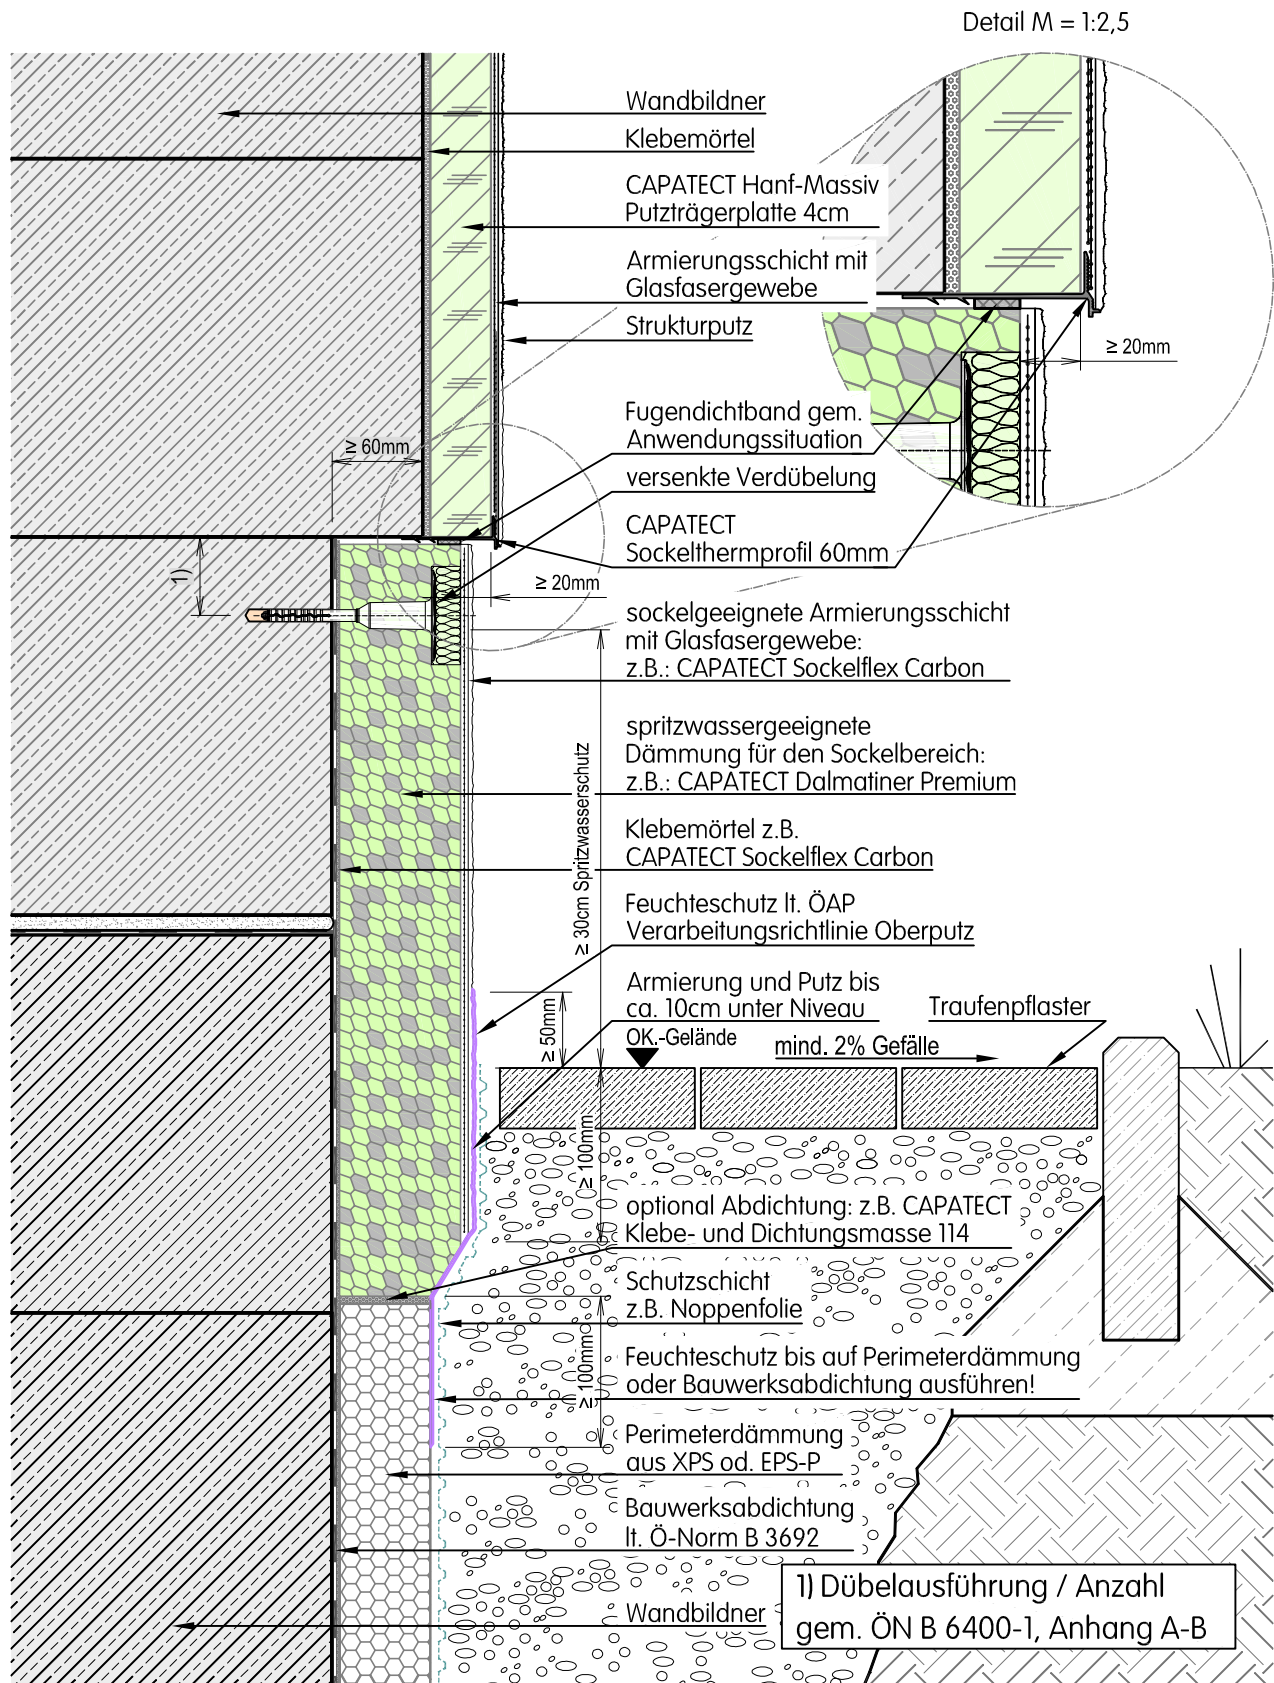 Detail M = 1:2,5
Wandbildner
Klebemörtel
CAPATECT Hanf-Massiv
Putzträgerplatte 4cm
Armierungsschicht mit
Glasfasergewebe
Strukturputz
≥ 20mm
Fugendichtband gem.
Anwendungssituation
≥ 60mm
versenkte Verdübelung
CAPATECT
Sockelthermprofil 60mm
1)
≥ 20mm
sockelgeeignete Armierungsschicht
mit Glasfasergewebe:
z.B.: CAPATECT Sockelflex Carbon
spritzwassergeeignete
Dämmung für den Sockelbereich:
z.B.: CAPATECT Dalmatiner Premium
≥ 30cm Spritzwasserschutz
Klebemörtel z.B.
CAPATECT Sockelflex Carbon
Feuchteschutz lt. ÖAP
Verarbeitungsrichtlinie Oberputz
Armierung und Putz bis
ca. 10cm unter Niveau
Traufenpflaster
≥ 50mm
OK.-Gelände
mind. 2% Gefälle
≥ 100mm
optional Abdichtung: z.B. CAPATECT
Klebe- und Dichtungsmasse 114
Schutzschicht
z.B. Noppenfolie
≥ 100mm
Feuchteschutz bis auf Perimeterdämmung
oder Bauwerksabdichtung ausführen!
Perimeterdämmung
aus XPS od. EPS-P
Bauwerksabdichtung
lt. Ö-Norm B 3692
Wandbildner
1) Dübelausführung / Anzahl
gem. ÖN B 6400-1, Anhang A-B